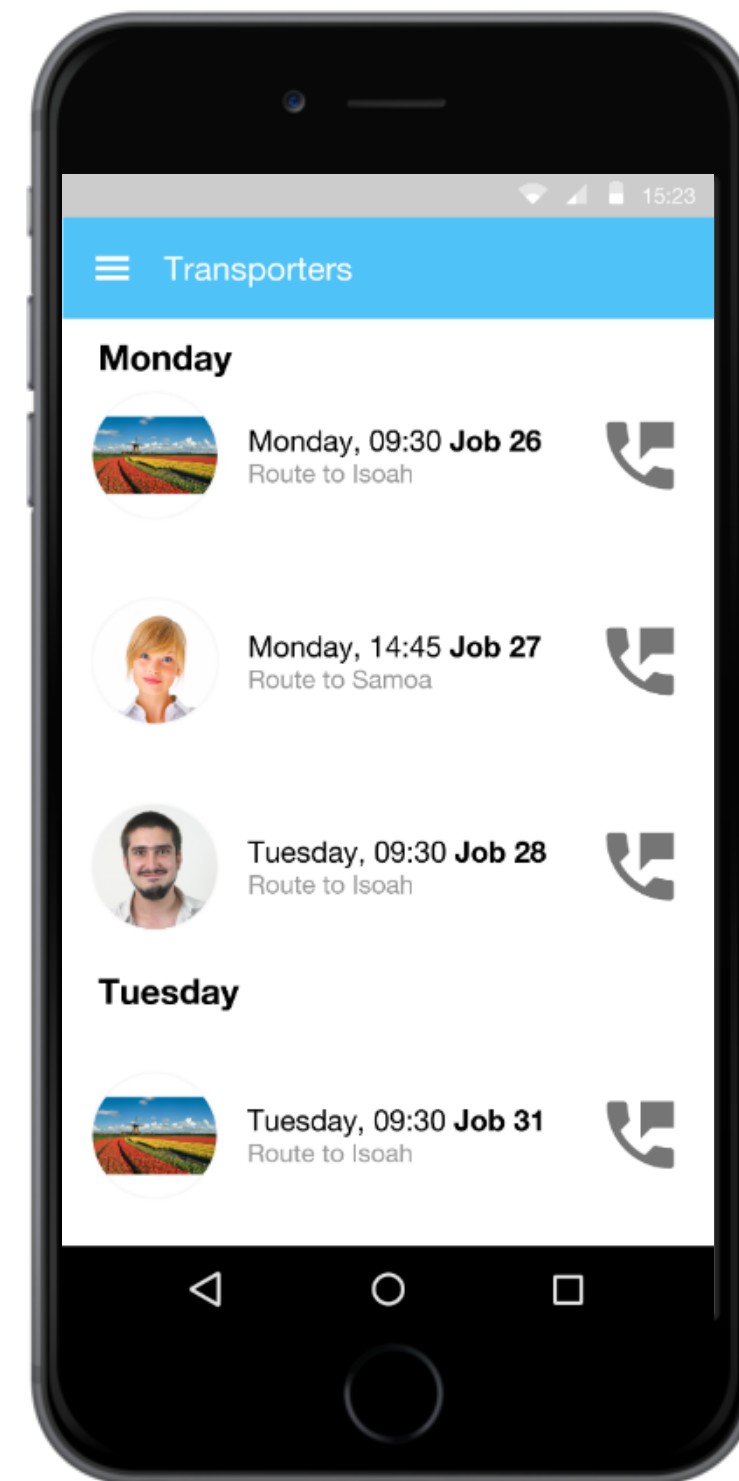 15:23
Transporters
Monday
Monday, 09:30 Job 26
Route to Isoah
Monday, 14:45 Job 27
Route to Samoa
Tuesday, 09:30 Job 28
Route to Isoah
Tuesday
Tuesday, 09:30 Job 31
Route to Isoah